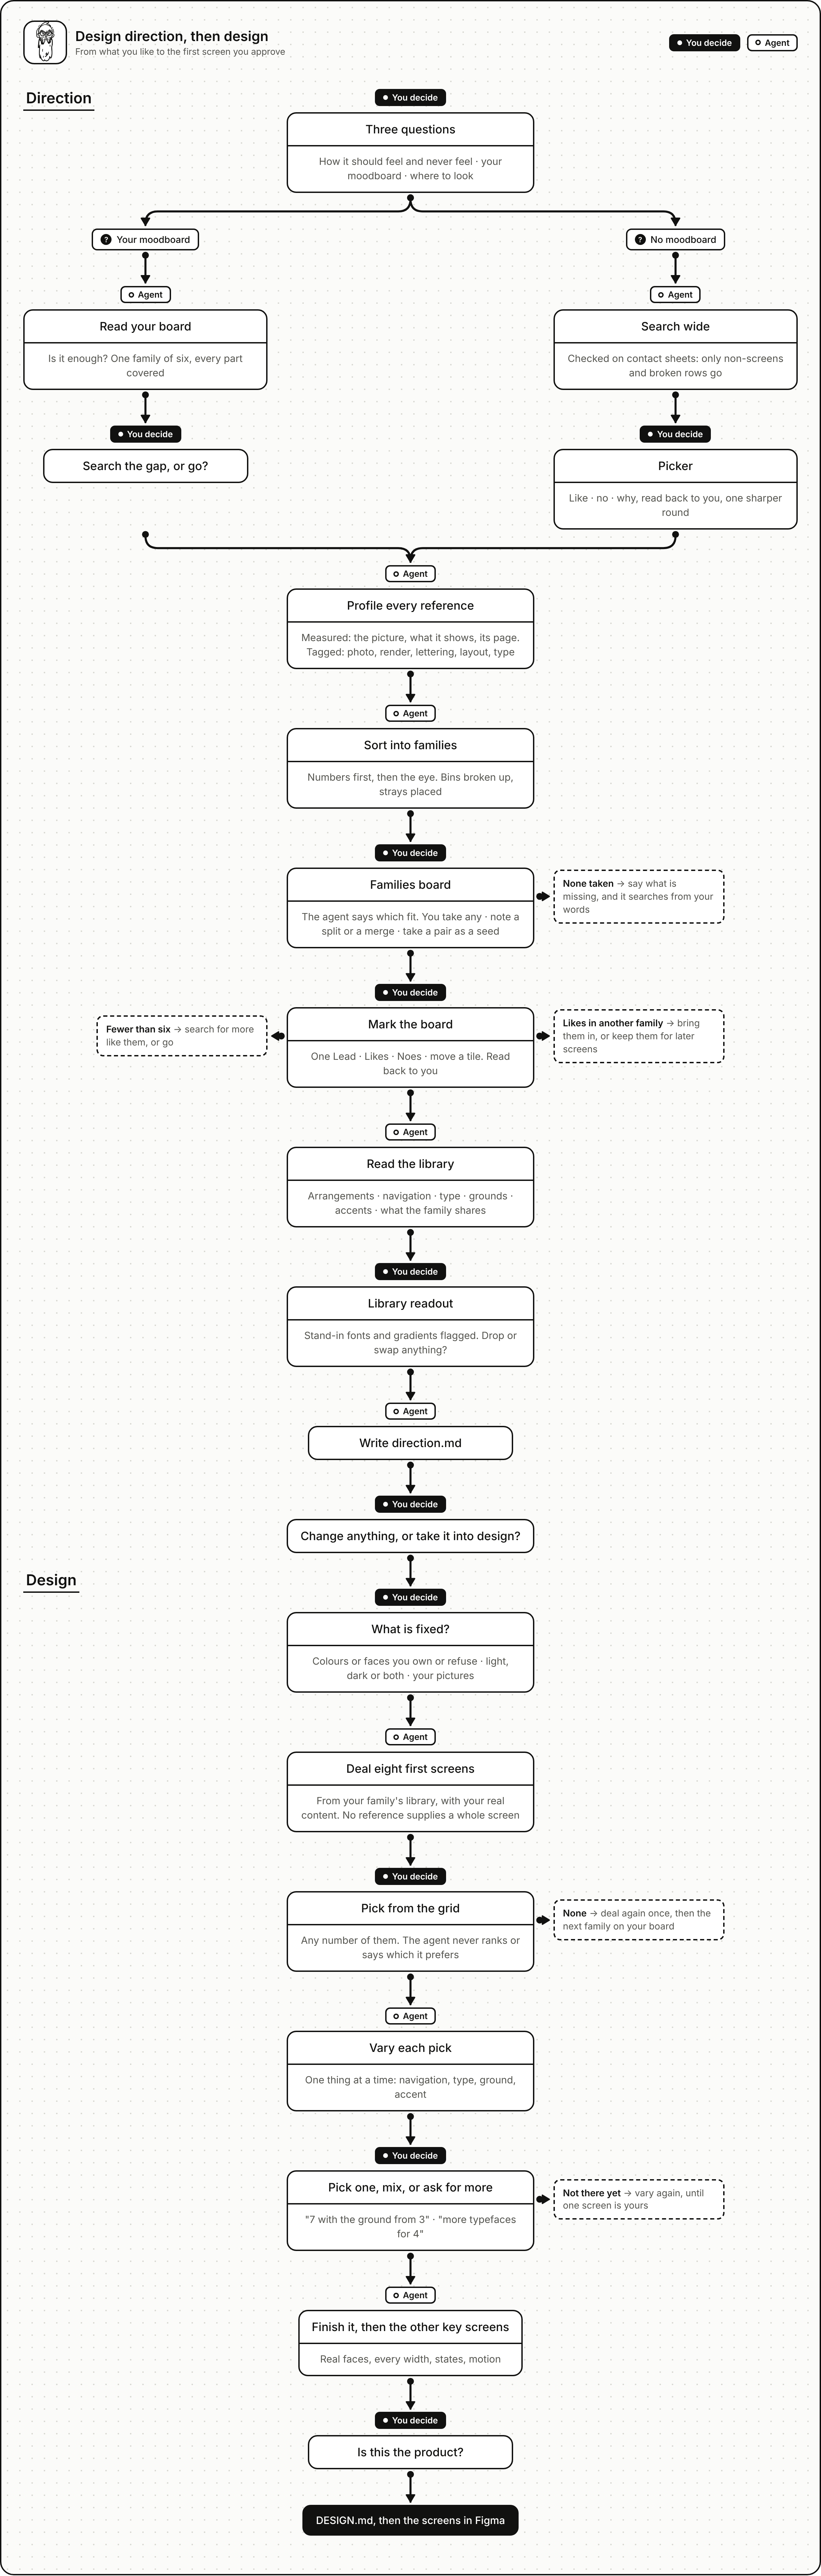 Design direction, then design
From what you like to the first screen you approve
You decide
Agent
Direction
You decide
Three questions
How it should feel and never feel · your
moodboard · where to look
? Your moodboard
? No moodboard
Agent
Agent
Read your board
Is it enough? One family of six, every part
covered
Search wide
Checked on contact sheets: only non-screens
and broken rows go
You decide
You decide
Search the gap, or go?
Picker
Like · no · why, read back to you, one sharper
round
Agent
Profile every reference
Measured: the picture, what it shows, its page.
Tagged: photo, render, lettering, layout, type
Agent
Sort into families
Numbers first, then the eye. Bins broken up,
strays placed
You decide
Families board
The agent says which fit. You take any · note a
split or a merge · take a pair as a seed
None taken → say what is
missing, and it searches from your
words
You decide
Fewer than six → search for more
like them, or go
Mark the board
One Lead · Likes · Noes · move a tile. Read
back to you
Likes in another family → bring
them in, or keep them for later
screens
Agent
Read the library
Arrangements · navigation · type · grounds ·
accents · what the family shares
You decide
Library readout
Stand-in fonts and gradients flagged. Drop or
swap anything?
Agent
Write direction.md
You decide
Change anything, or take it into design?
Design
You decide
What is fixed?
Colours or faces you own or refuse · light,
dark or both · your pictures
Agent
Deal eight first screens
From your family's library, with your real
content. No reference supplies a whole screen
You decide
Pick from the grid
Any number of them. The agent never ranks or
says which it prefers
None → deal again once, then the
next family on your board
Agent
Vary each pick
One thing at a time: navigation, type, ground,
accent
You decide
Pick one, mix, or ask for more
"7 with the ground from 3" · "more typefaces
for 4"
Not there yet → vary again, until
one screen is yours
Agent
Finish it, then the other key screens
Real faces, every width, states, motion
You decide
Is this the product?
DESIGN.md, then the screens in Figma